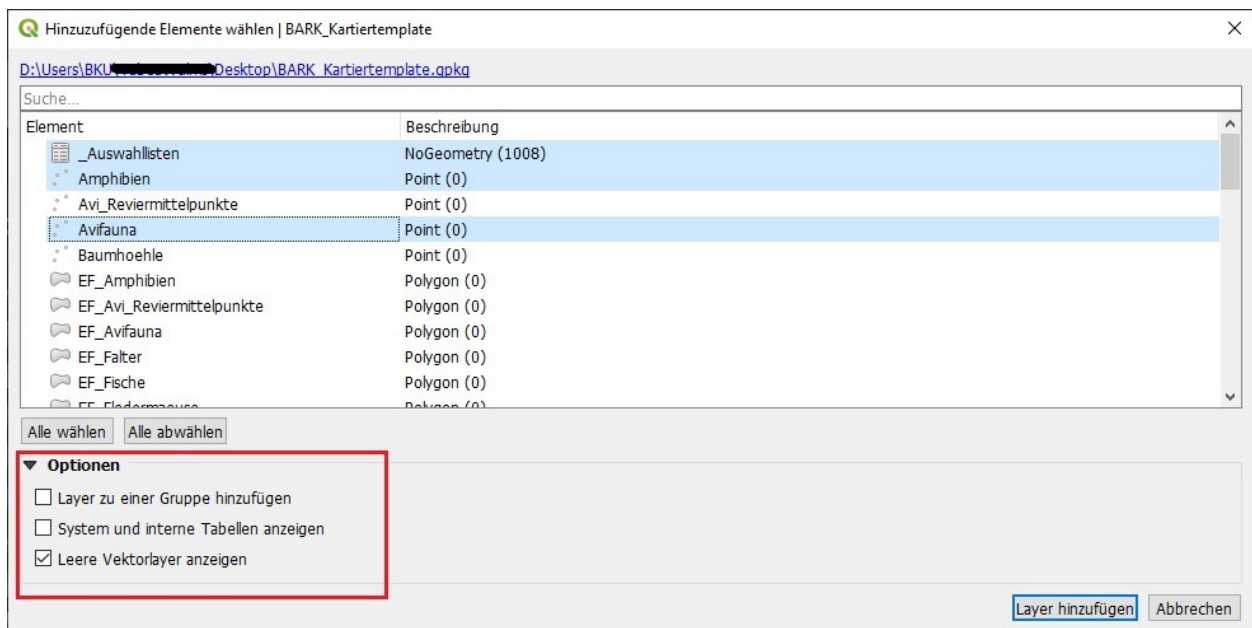 Hinzuzufügende Elemente wählen | BARK_Kartiertemplate
D:\Users\BKU Desktop\BARK_Kartiertemplate.gpkg
Suche...
Element Beschreibung
_Auswahllisten NoGeometry (1008)
Amphibien Point (0)
Avi_Reviermittelpunkte Point (0)
Avifauna Point (0)
Baumhoehle Point (0)
EF_Amphibien Polygon (0)
EF_Avi_Reviermittelpunkte Polygon (0)
EF_Avifauna Polygon (0)
EF_Falter Polygon (0)
EF_Fische Polygon (0)
EF_Fledermaeuse Polygon (0)
Alle wählen Alle abwählen
Optionen
Layer zu einer Gruppe hinzufügen
System und interne Tabellen anzeigen
Leere Vektorlayer anzeigen
Layer hinzufügen Abbrechen